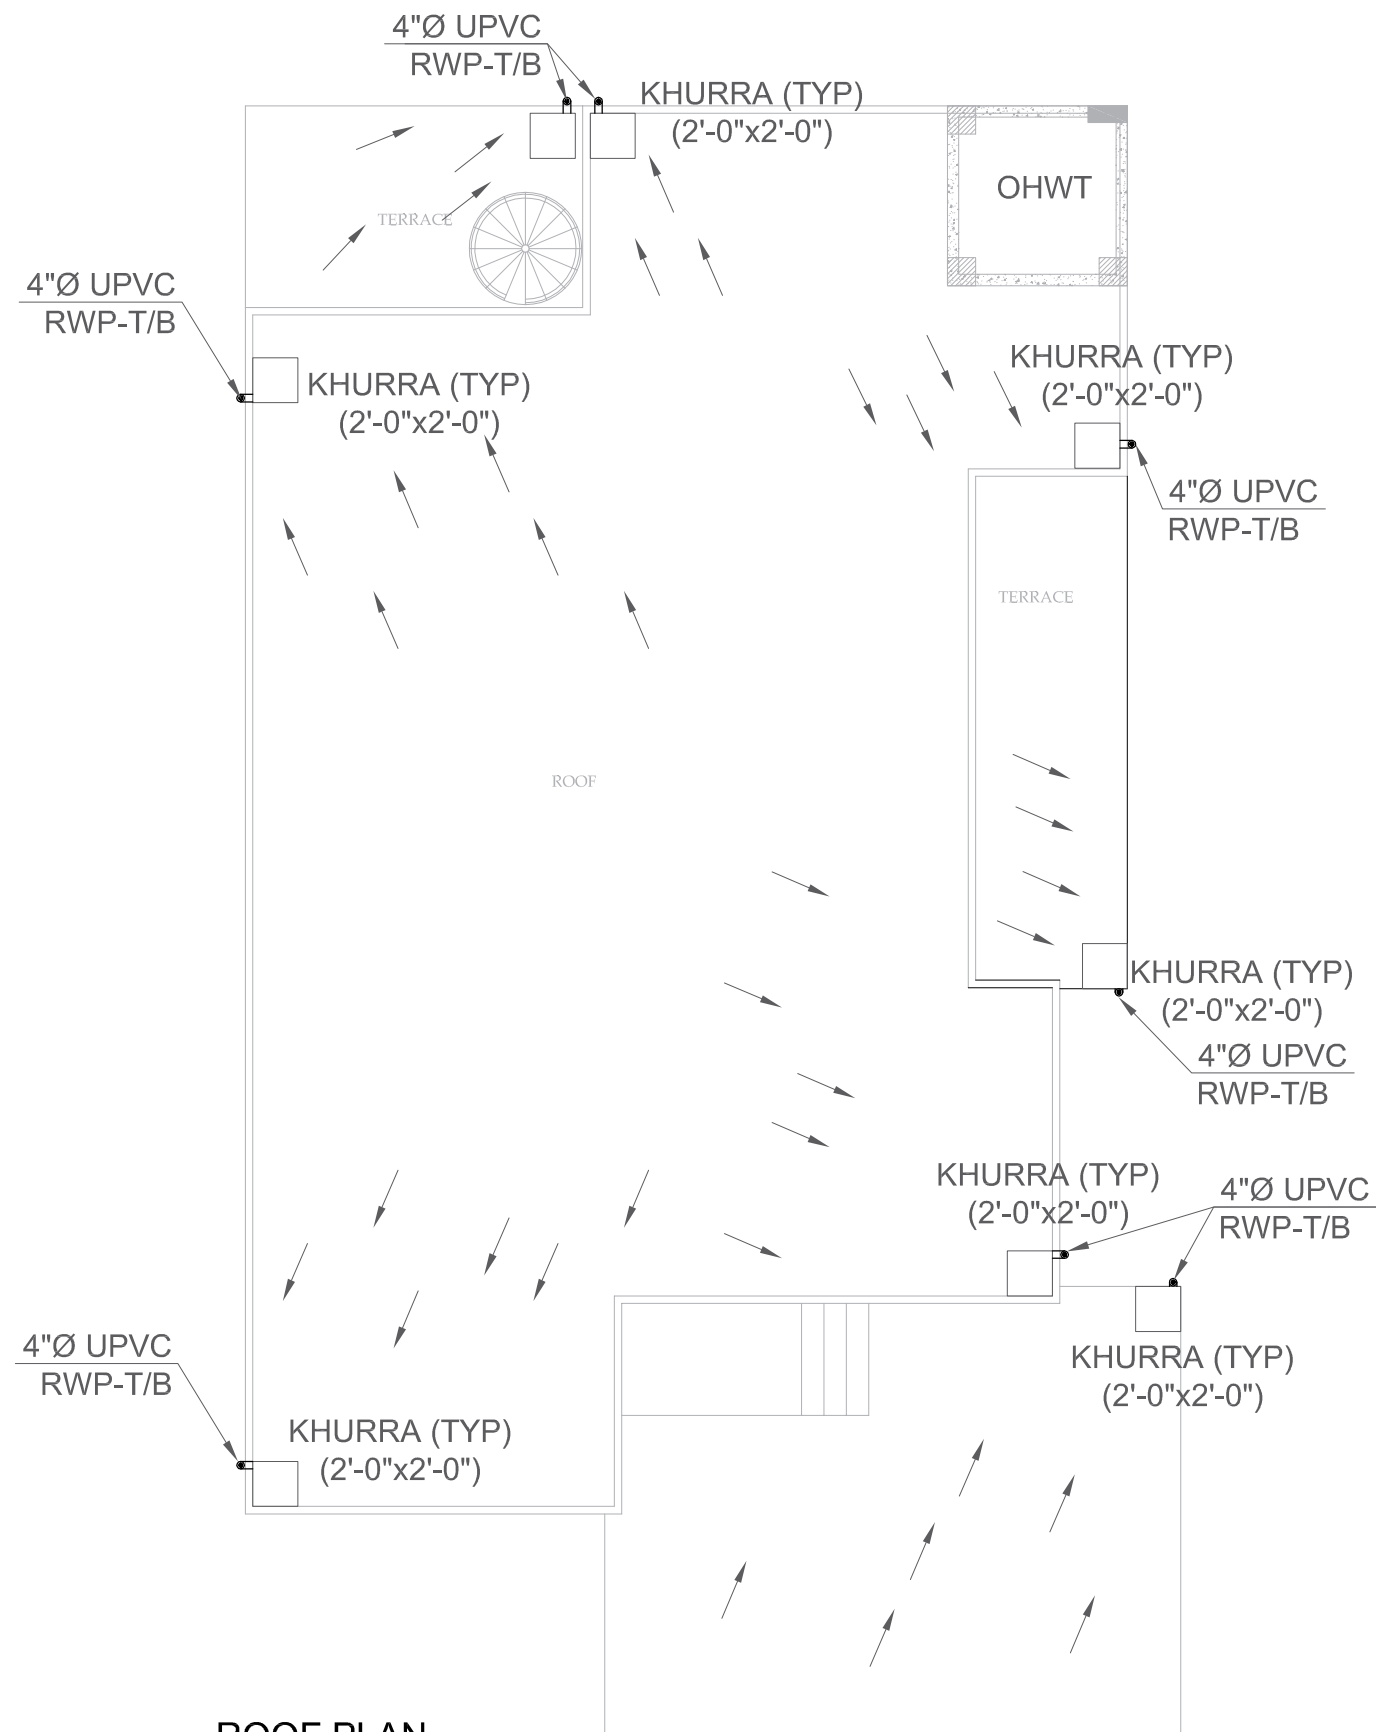 4"Ø UPVC
RWP-T/B
KHURRA (TYP)
(2'-0"x2'-0")
OHWT
TERRACE
4"Ø UPVC
RWP-T/B
KHURRA (TYP)
(2'-0"x2'-0")
KHURRA (TYP)
(2'-0"x2'-0")
4"Ø UPVC
RWP-T/B
TERRACE
ROOF
KHURRA (TYP)
(2'-0"x2'-0")
4"Ø UPVC
RWP-T/B
KHURRA (TYP)
(2'-0"x2'-0")
4"Ø UPVC
RWP-T/B
4"Ø UPVC
RWP-T/B
KHURRA (TYP)
(2'-0"x2'-0")
KHURRA (TYP)
(2'-0"x2'-0")
ROOF PLAN